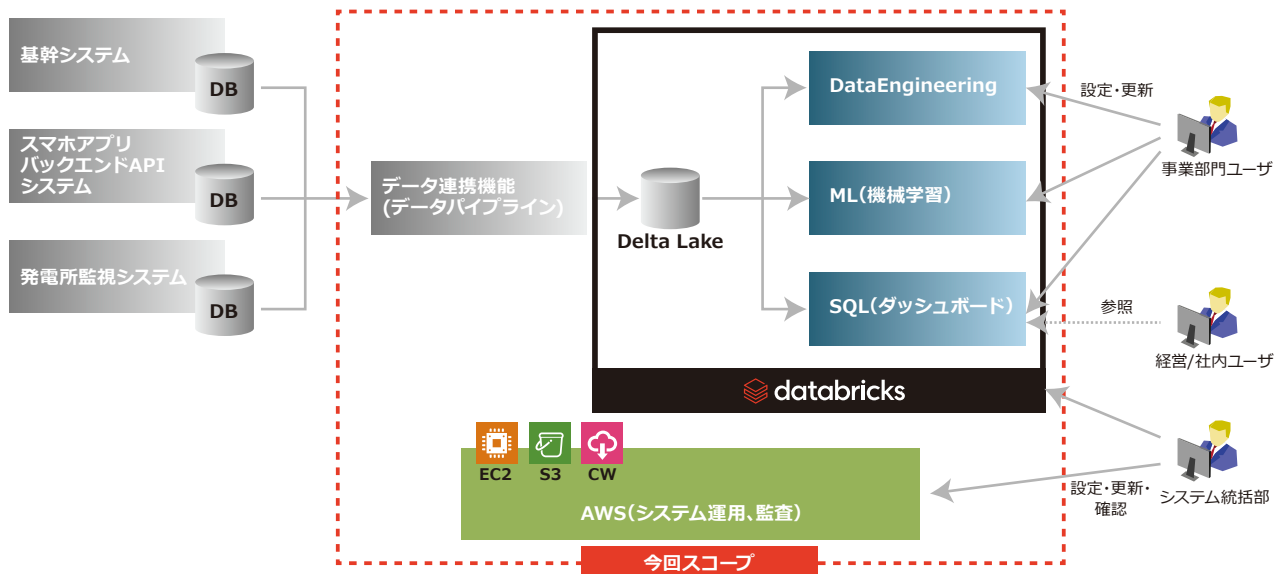 基幹システム
DB
スマホアプリ
バックエンドAPI
システム
DB
発電所監視システム
DB
データ連携機能
(データパイプライン)
Delta Lake
DataEngineering
ML(機械学習)
SQL(ダッシュボード)
databricks
設定・更新
事業部門ユーザ
参照
経営/社内ユーザ
設定・更新・
確認
システム統括部
EC2
S3
CW
AWS(システム運用、監査)
今回スコープ